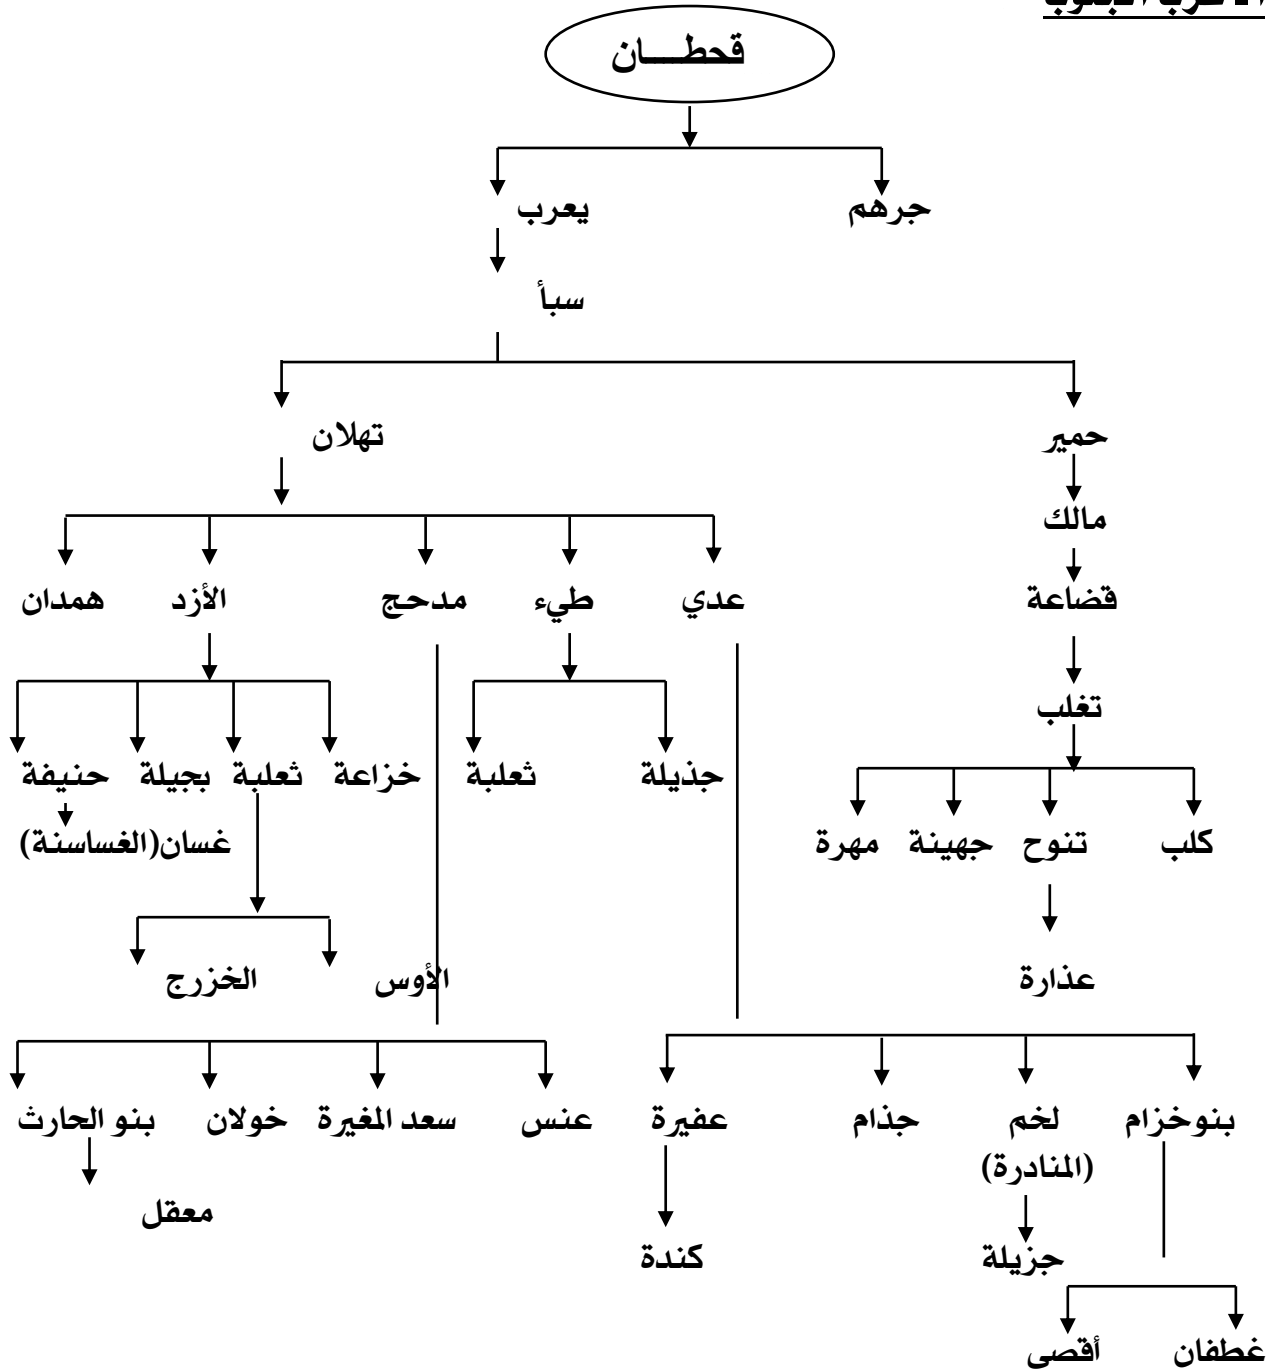 قحطـــان
جرهم يعرب
سبأ
حمير تهلان
مالك
عدي طيء مدحج الأزد همدان
قضاعة
تغلب
جذيلة ثعلبة خزاعة ثعلبة بجيلة حنيفة
كلب تنوح جهينة مهرة
غسان(الغساسنة)
عذارة
الأوس الخزرج
بنوخزام لخم جذام عفيرة عنس سعد المغيرة خولان بنو الحارث
(المنادرة)
معقل
جزيلة كندة
غطفان أقصى